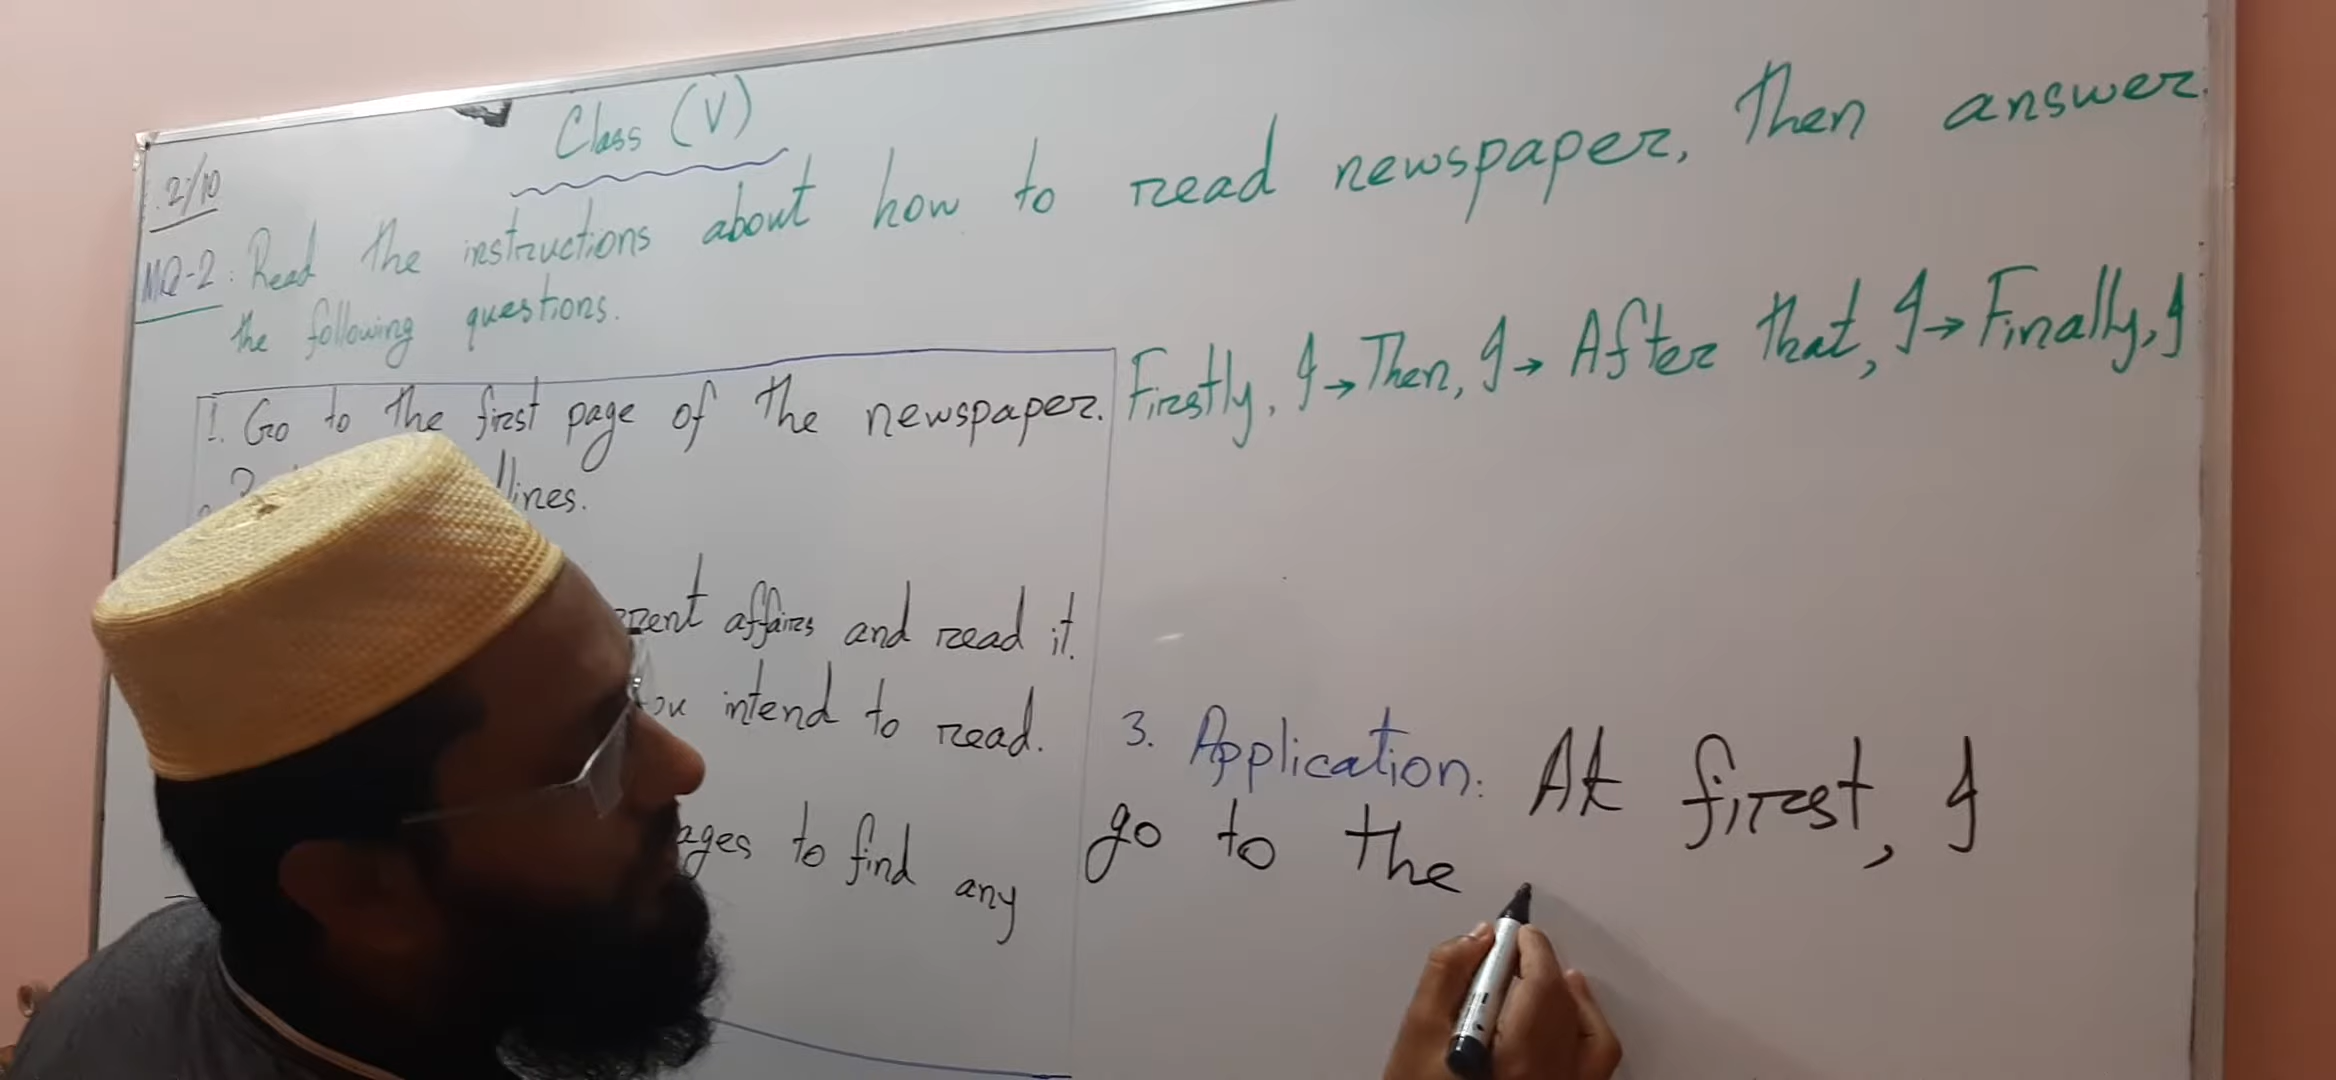 Class (V)
2/10
MQ-2: Read the instructions about how to read newspaper, Then answer
the following questions.
1. Go to the first page of the newspaper.
lines.
affairs and read it.
intend to read.
to find any
Firstly, I → Then, I → After that, I → Finally, I
3. Application: At first, I
go to the